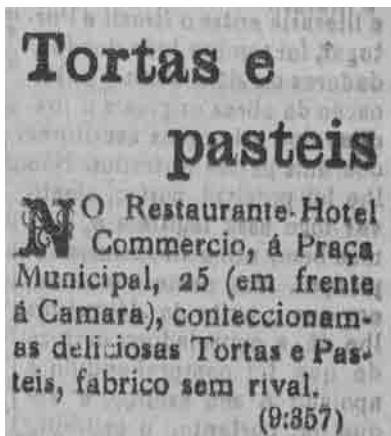 Tortas e
pasteis
NO Restaurante-Hotel
Commercio, á Praça
Municipal, 25 (em frente
á Camara), confeccionam-
as deliciosas Tortas e Pas-
teis, fabrico sem rival.
(9:357)